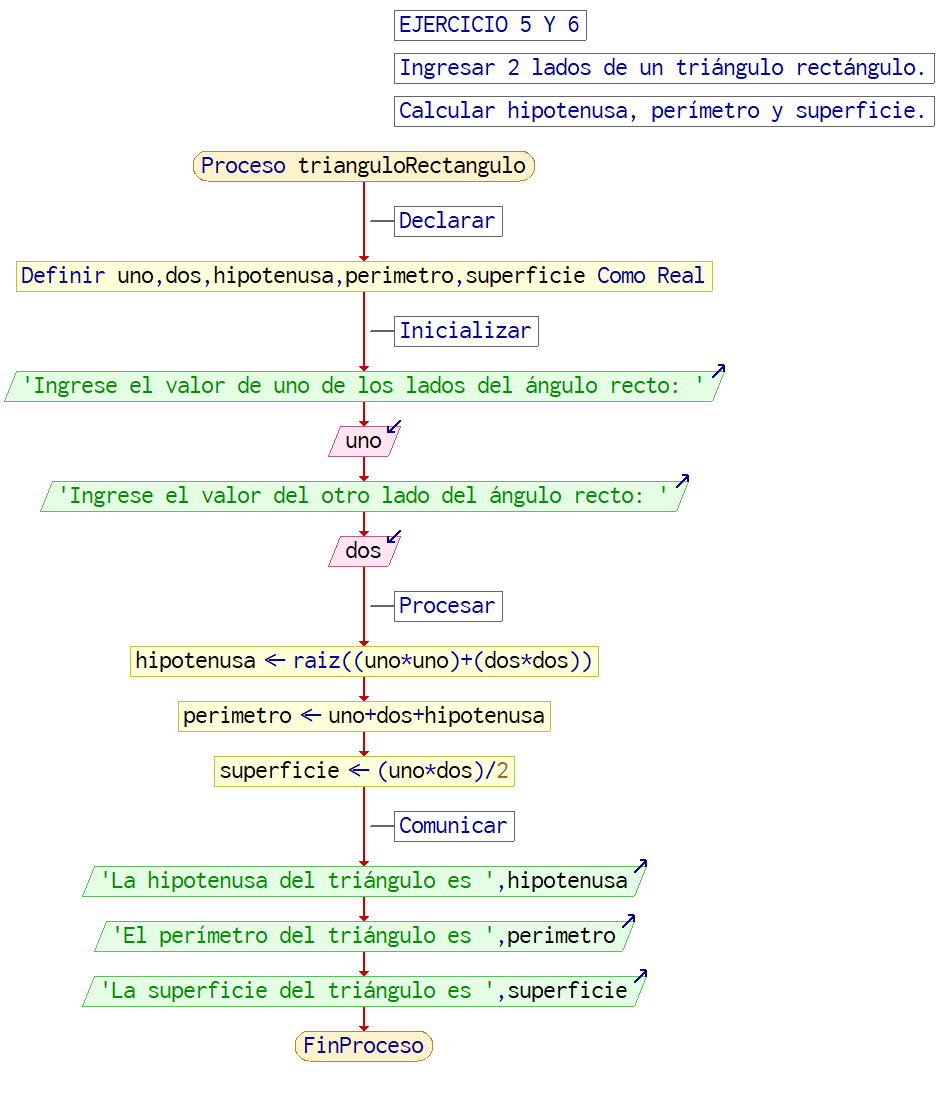 EJERCICIO 5 Y 6
Ingresar 2 lados de un triángulo rectángulo.
Calcular hipotenusa, perímetro y superficie.
Proceso trianguloRectangulo
Declarar
Definir uno,dos,hipotenusa,perimetro,superficie Como Real
Inicializar
'Ingrese el valor de uno de los lados del ángulo recto: '
uno
'Ingrese el valor del otro lado del ángulo recto: '
dos
Procesar
hipotenusa ← raiz((uno*uno)+(dos*dos))
perimetro ← uno+dos+hipotenusa
superficie ← (uno*dos)/2
Comunicar
'La hipotenusa del triángulo es ',hipotenusa
'El perímetro del triángulo es ',perimetro
'La superficie del triángulo es ',superficie
FinProceso